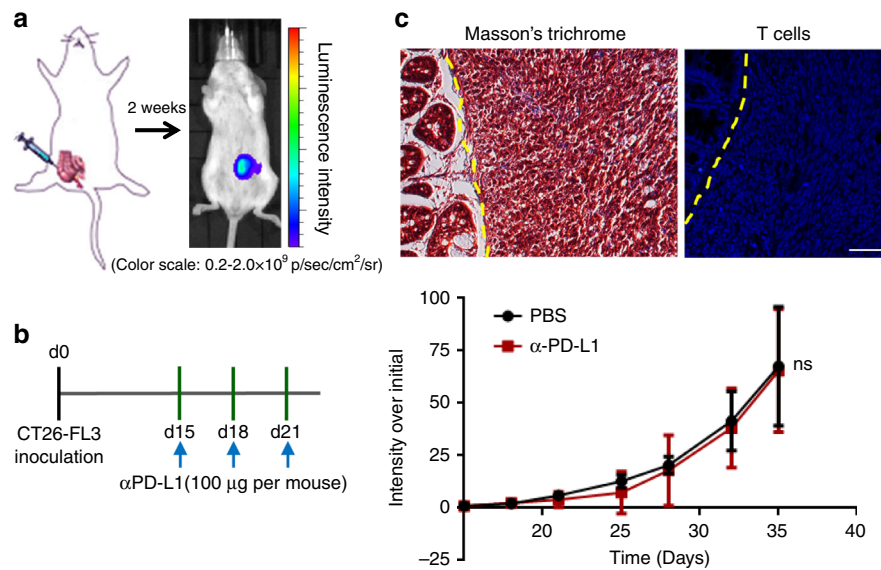 a
2 weeks
Luminescence intensity
(Color scale: 0.2-2.0×10⁹ p/sec/cm²/sr)
c
Masson's trichrome
T cells
b
d0
CT26-FL3
inoculation
d15
d18
d21
αPD-L1(100 μg per mouse)
Intensity over initial
100
75
50
25
0
−25
PBS
α-PD-L1
ns
20
25
30
35
40
Time (Days)